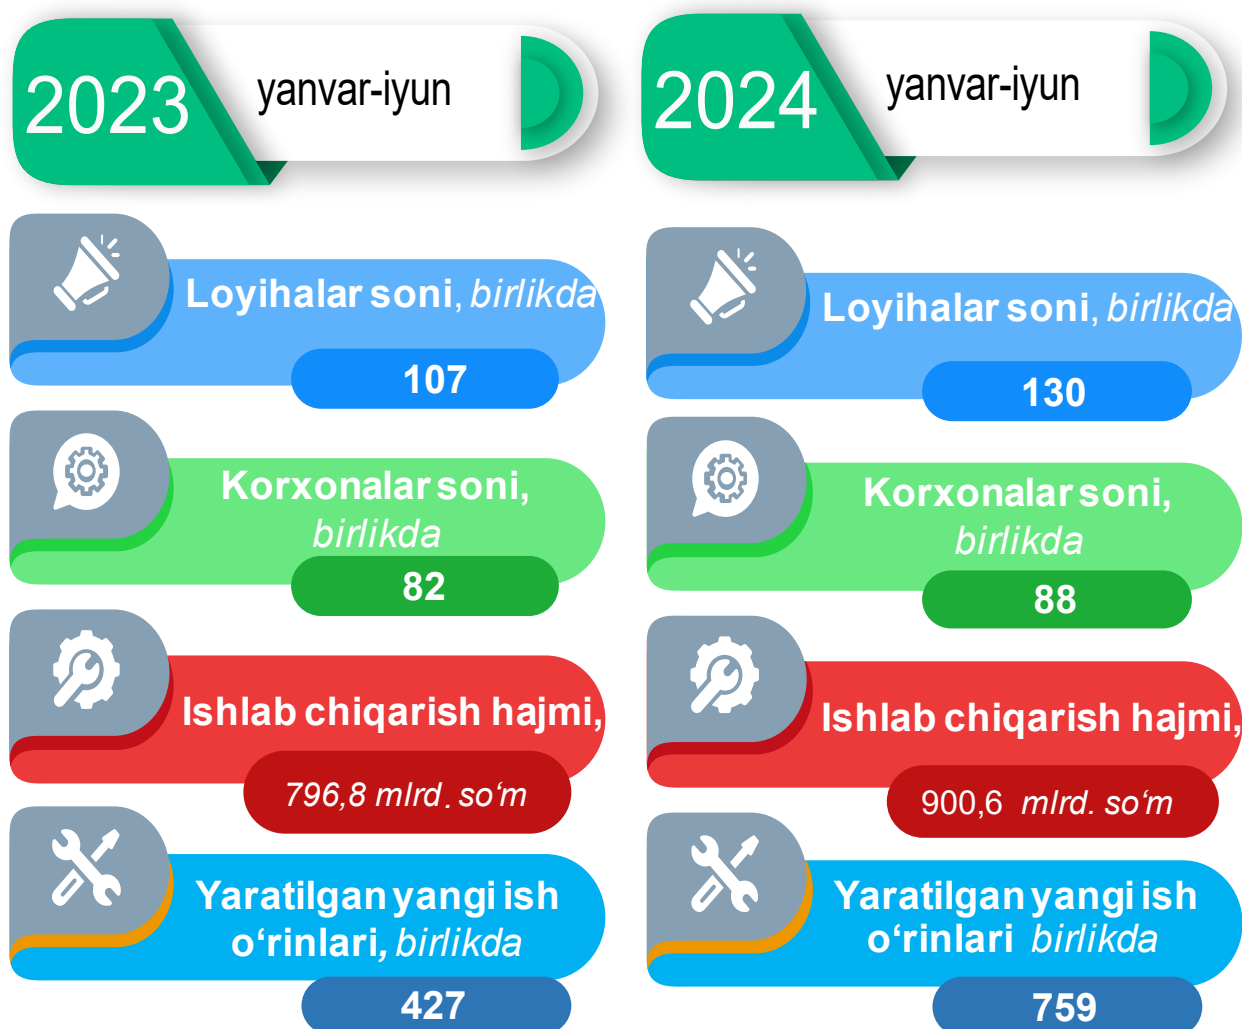 2023
yanvar-iyun
Loyihalar soni, birlikda
107
Korxonalar soni,
birlikda
82
Ishlab chiqarish hajmi,
796,8 mlrd. so‘m
Yaratilgan yangi ish
o‘rinlari, birlikda
427
2024
yanvar-iyun
Loyihalar soni, birlikda
130
Korxonalar soni,
birlikda
88
Ishlab chiqarish hajmi,
900,6 mlrd. so‘m
Yaratilgan yangi ish
o‘rinlari birlikda
759